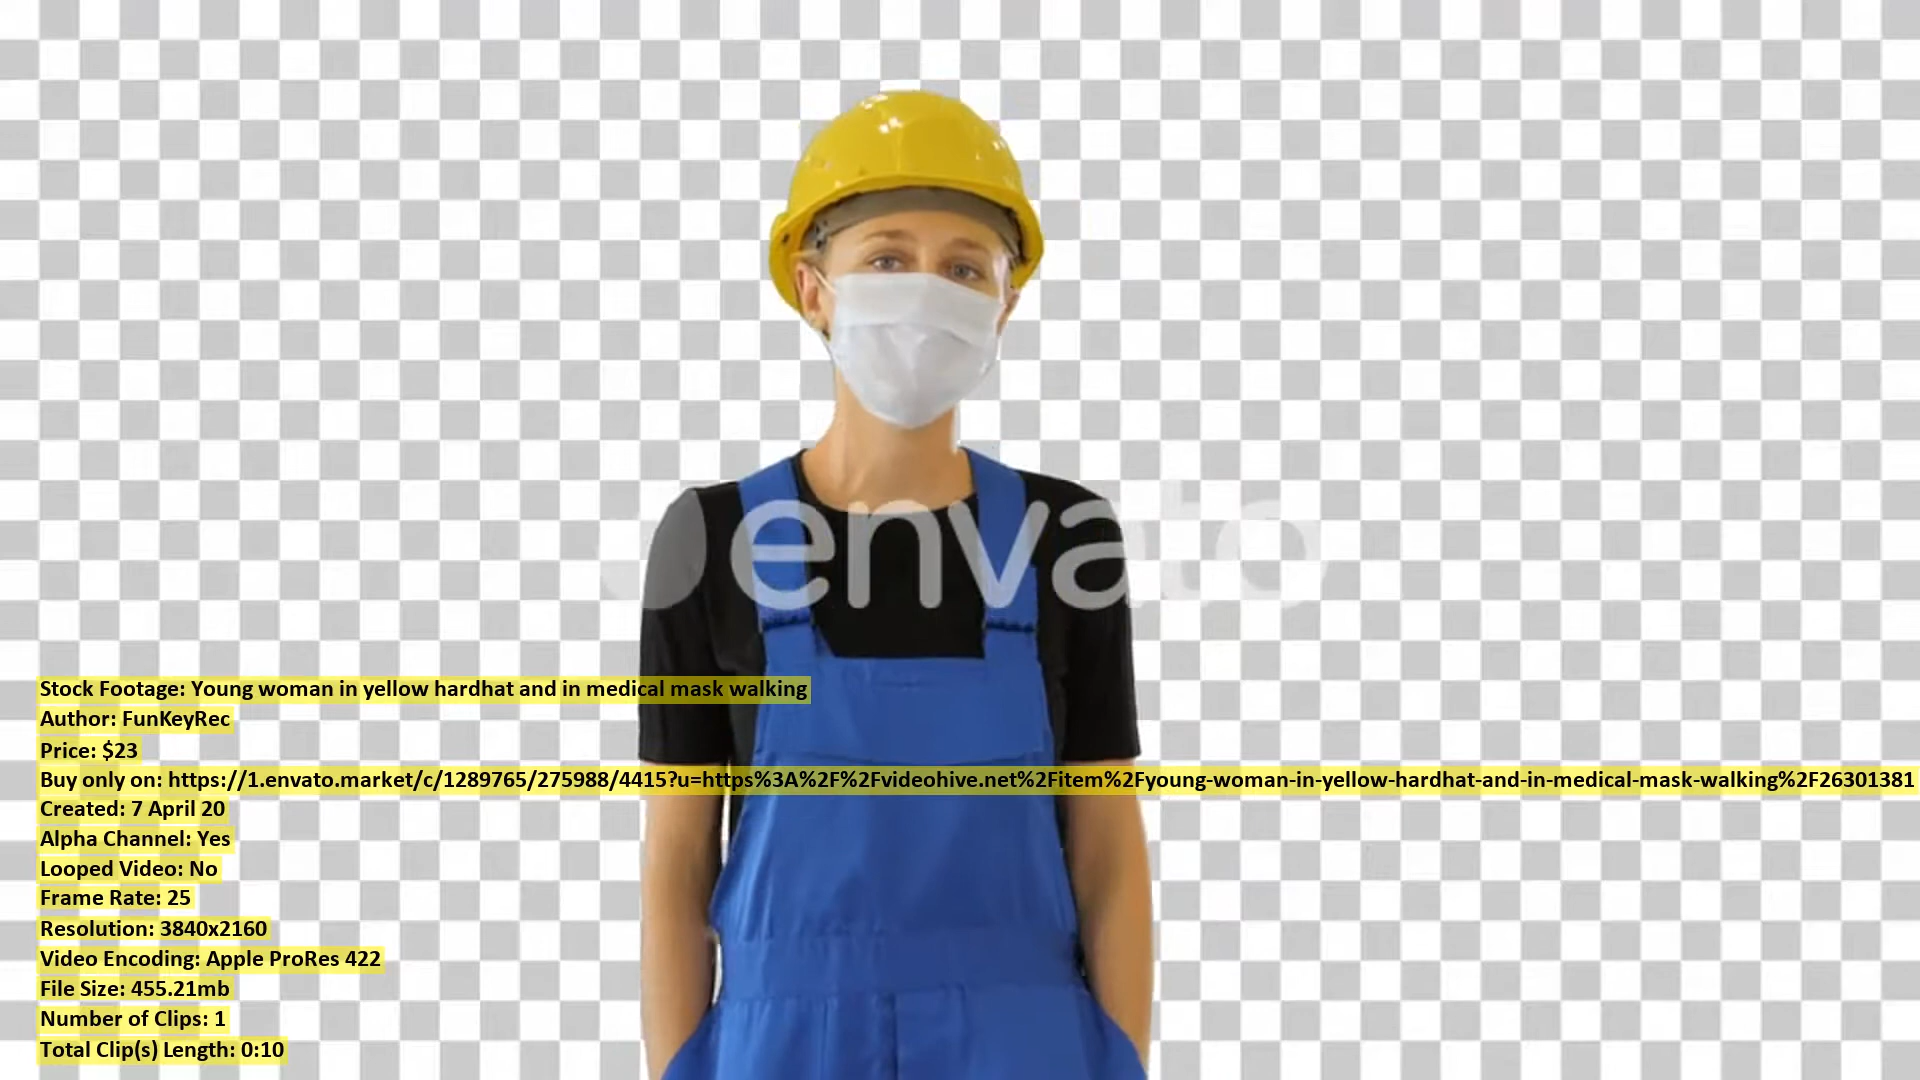 envato
Stock Footage: Young woman in yellow hardhat and in medical mask walking
Author: FunKeyRec
Price: $23
Buy only on: https://1.envato.market/c/1289765/275988/4415?u=https%3A%2F%2Fvideohive.net%2Fitem%2Fyoung-woman-in-yellow-hardhat-and-in-medical-mask-walking%2F26301381
Created: 7 April 20
Alpha Channel: Yes
Looped Video: No
Frame Rate: 25
Resolution: 3840x2160
Video Encoding: Apple ProRes 422
File Size: 455.21mb
Number of Clips: 1
Total Clip(s) Length: 0:10